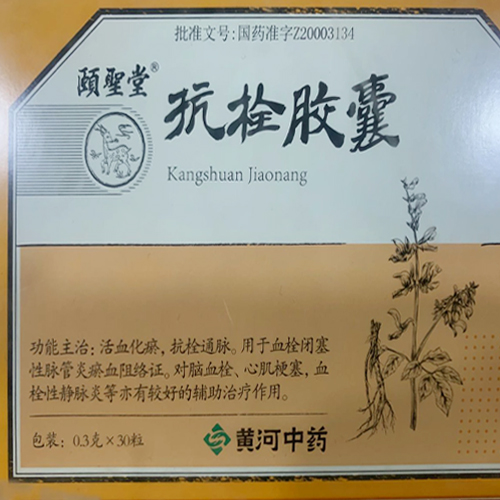 批准文号:国药准字Z20003134
頤聖堂®
抗栓胶囊
Kangshuan Jiaonang
功能主治:活血化瘀,抗栓通脉。用于血栓闭塞
性脉管炎瘀血阻络证。对脑血栓、心肌梗塞,血
栓性静脉炎等亦有较好的辅助治疗作用。
包装:0.3克×30粒
黄河中药